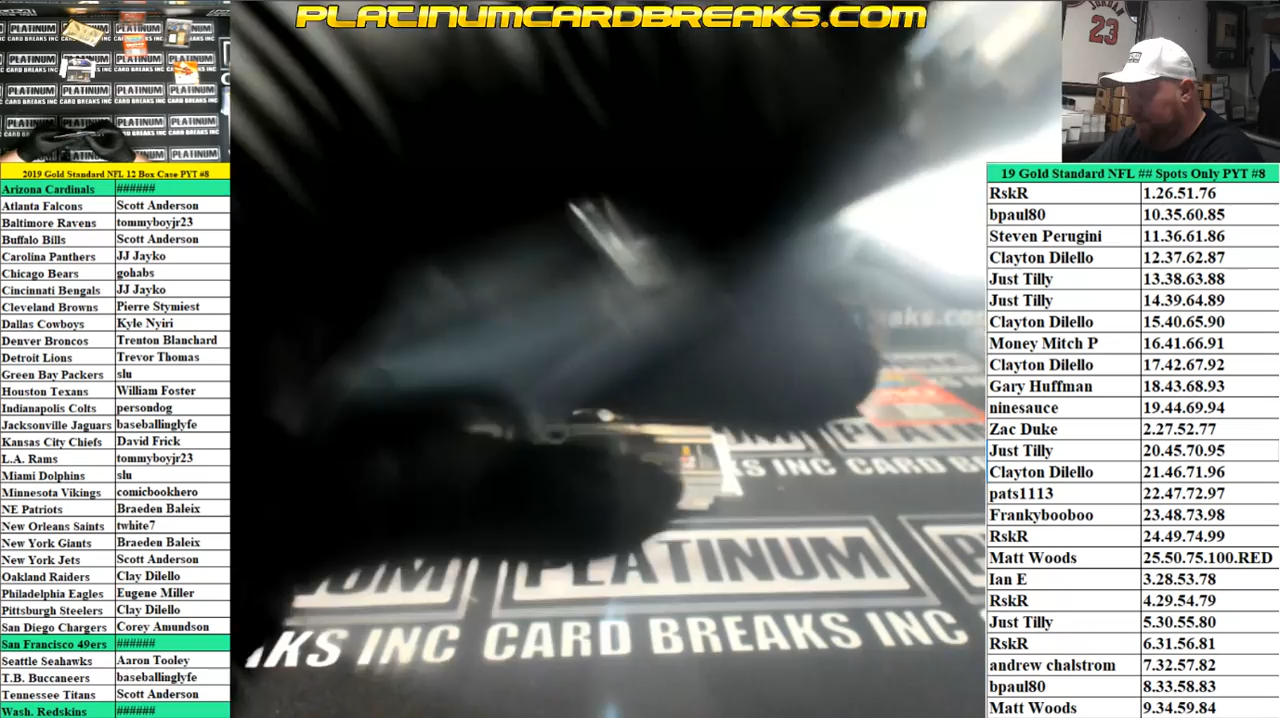 PLATINUMCARDBREAKS.COM
2019 Gold Standard NFL 12 Box Case PYT #8
Arizona Cardinals ######
Atlanta Falcons Scott Anderson
Baltimore Ravens tommyboyjr23
Buffalo Bills Scott Anderson
Carolina Panthers JJ Jayko
Chicago Bears gohabs
Cincinnati Bengals JJ Jayko
Cleveland Browns Pierre Stymiest
Dallas Cowboys Kyle Nyiri
Denver Broncos Trenton Blanchard
Detroit Lions Trevor Thomas
Green Bay Packers slu
Houston Texans William Foster
Indianapolis Colts persondog
Jacksonville Jaguars baseballinglyfe
Kansas City Chiefs David Frick
L.A. Rams tommyboyjr23
Miami Dolphins slu
Minnesota Vikings comicbookhero
NE Patriots Braeden Baleix
New Orleans Saints twhite7
New York Giants Braeden Baleix
New York Jets Scott Anderson
Oakland Raiders Clay Dilello
Philadelphia Eagles Eugene Miller
Pittsburgh Steelers Clay Dilello
San Diego Chargers Corey Amundson
San Francisco 49ers ######
Seattle Seahawks Aaron Tooley
T.B. Buccaneers baseballinglyfe
Tennessee Titans Scott Anderson
Wash. Redskins ######
PLATINUM
CARD BREAKS INC
23
19 Gold Standard NFL ## Spots Only PYT #8
RskR 1.26.51.76
bpaul80 10.35.60.85
Steven Perugini 11.36.61.86
Clayton Dilello 12.37.62.87
Just Tilly 13.38.63.88
Just Tilly 14.39.64.89
Clayton Dilello 15.40.65.90
Money Mitch P 16.41.66.91
Clayton Dilello 17.42.67.92
Gary Huffman 18.43.68.93
ninesauce 19.44.69.94
Zac Duke 2.27.52.77
Just Tilly 20.45.70.95
Clayton Dilello 21.46.71.96
pats1113 22.47.72.97
Frankybooboo 23.48.73.98
RskR 24.49.74.99
Matt Woods 25.50.75.100.RED
Ian E 3.28.53.78
RskR 4.29.54.79
Just Tilly 5.30.55.80
RskR 6.31.56.81
andrew chalstrom 7.32.57.82
bpaul80 8.33.58.83
Matt Woods 9.34.59.84